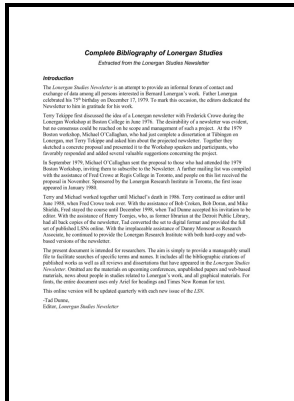 Complete Bibliography of Lonergan Studies
Extracted from the Lonergan Studies Newsletter
Introduction
The Lonergan Studies Newsletter is an attempt to provide an informal forum of contact and
exchange of data among all persons interested in Bernard Lonergan's work. Father Lonergan
celebrated his 75th birthday on December 17, 1979. To mark this occasion, the editors dedicated the
Newsletter to him in gratitude for his work.
Terry Tekippe first discussed the idea of a Lonergan newsletter with Frederick Crowe during the
Lonergan Workshop at Boston College in June 1976. The desirability of a newsletter was evident,
but no consensus could be reached on he scope and management of such a project. At the 1979
Boston workshop, Michael O'Callaghan, who had just complete a dissertation at Tübingen on
Lonergan, met Terry Tekippe and asked him about the projected newsletter. Together they
sketched a concrete proposal and presented it to the Workshop speakers and participants, who
favorably responded and added several valuable suggestions concerning the project.
In September 1979, Michael O'Callaghan sent the proposal to those who had attended the 1979
Boston Workshop, inviting them to subscribe to the Newsletter. A further mailing list was compiled
with the assistance of Fred Crowe at Regis College in Toronto, and people on this list received the
proposal in November. Sponsored by the Lonergan Research Institute in Toronto, the first issue
appeared in January 1980.
Terry and Michael worked together until Michael's death in 1986. Terry continued as editor until
June 1988, when Fred Crowe took over. With the assistance of Bob Croken, Bob Doran, and Mike
Shields, Fred stayed the course until December 1998, when Tad Dunne accepted his invitation to be
editor. With the assistance of Henry Tomjes, who, as former librarian at the Detroit Public Library,
had all back copies of the newsletter, Tad converted the set to digital format and provided the full
set of published LSNs online. With the irreplaceable assistance of Danny Monsour as Research
Associate, he continued to provide the Lonergan Research Institute with both hard-copy and web-
based versions of the newsletter.
The present document is intended for researchers. The aim is simply to provide a manageably small
file to facilitate searches of specific terms and names. It includes all the bibliographic citations of
published works as well as all reviews and dissertations that have appeared in the Lonergan Studies
Newsletter. Omitted are the materials on upcoming conferences, unpublished papers and web-based
materials, news about people in studies related to Lonergan's work, and all graphical materials. For
fonts, the entire document uses only Ariel for headings and Times New Roman for text.
This online version will be updated quarterly with each new issue of the LSN.
-Tad Dunne,
Editor, Lonergan Studies Newsletter